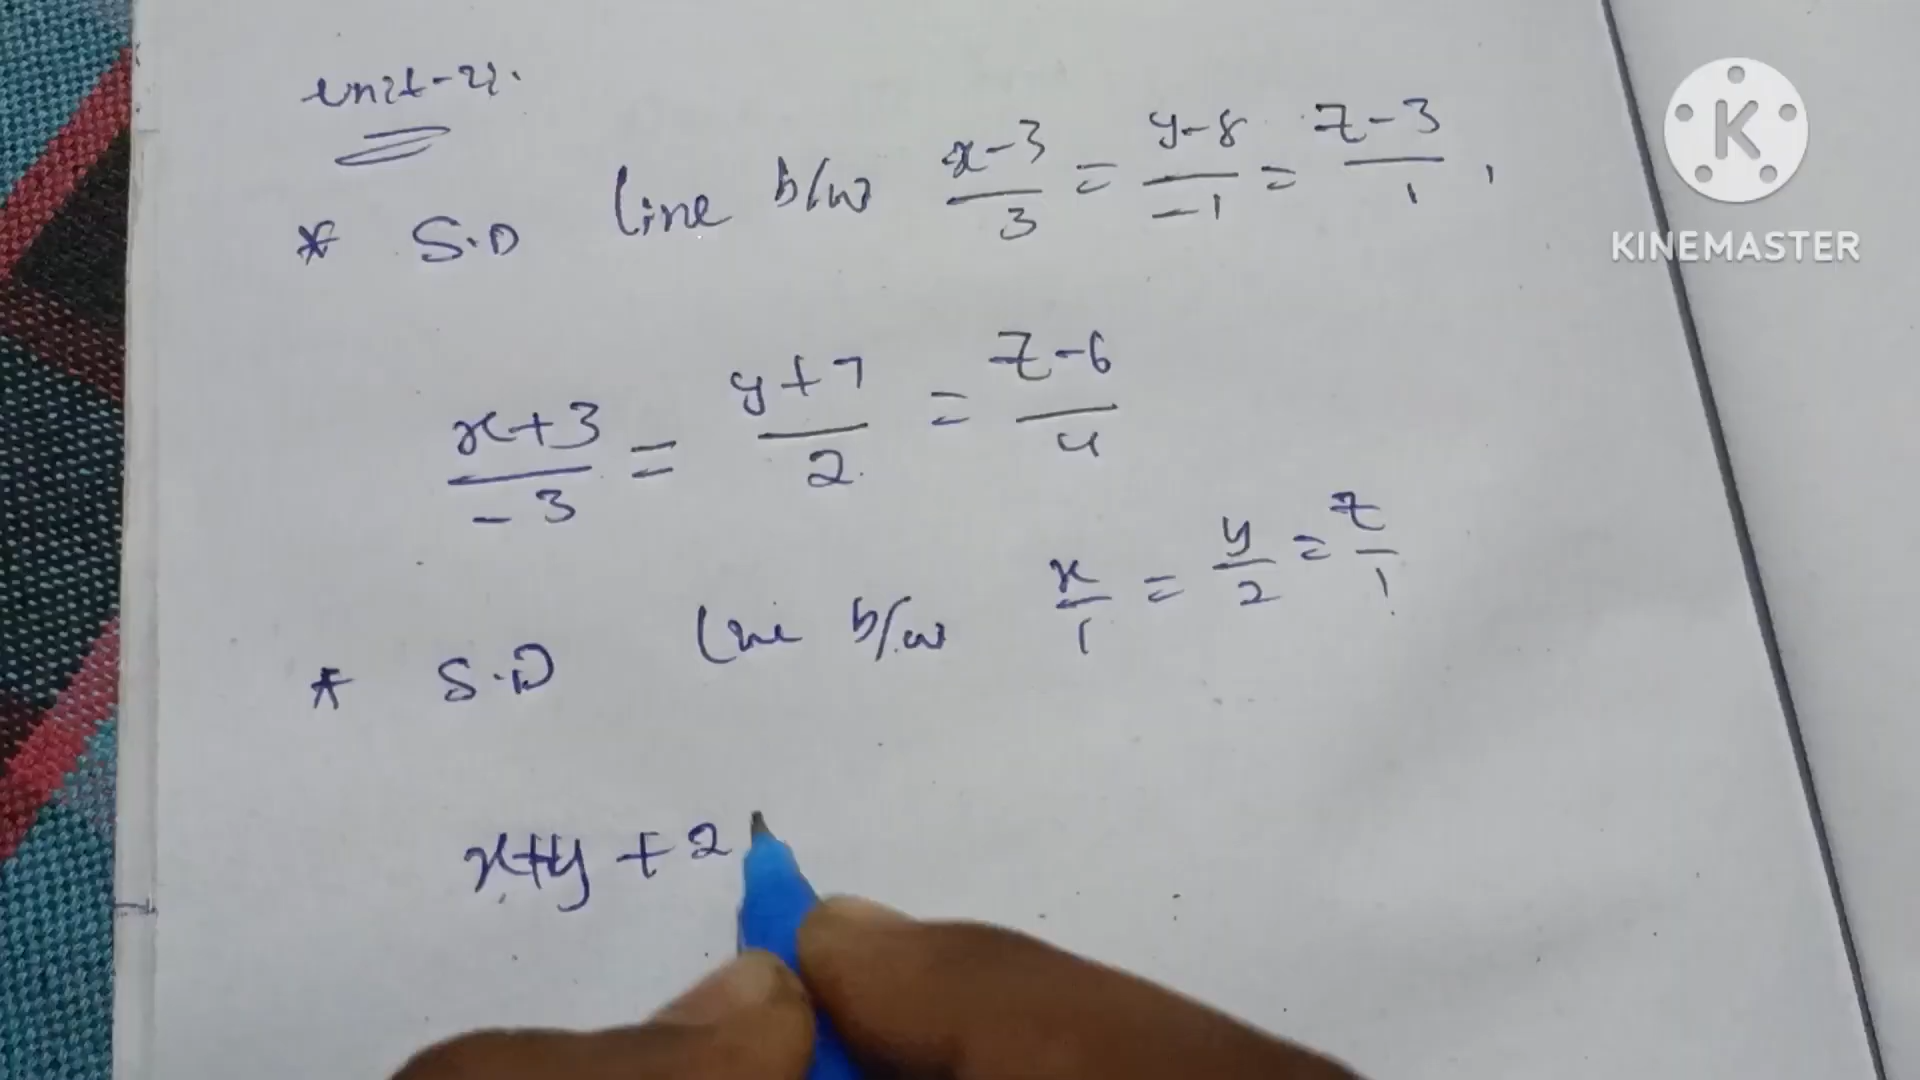 unit-21.
* S.D line b/w x-3/3 = y-8/-1 = z-3/1 ,
x+3/-3 = y+7/2 = z-6/4
* S.D line b/w x/1 = y/2 = z/1
x+y+2
K
KINEMASTER